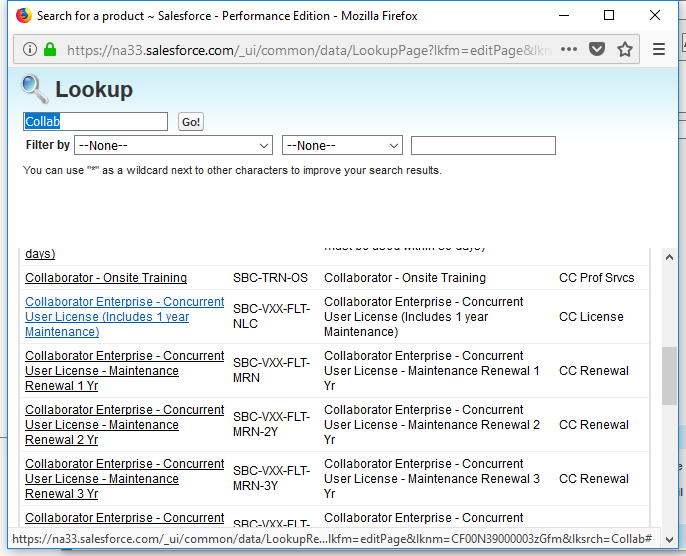 Search for a product ~ Salesforce - Performance Edition - Mozilla Firefox
https://na33.salesforce.com/_ui/common/data/LookupPage?lkfm=editPage&lknm
Lookup
Collab Go!
Filter by --None-- --None--
You can use "*" as a wildcard next to other characters to improve your search results.
days) must be used within 30 days)
Collaborator - Onsite Training SBC-TRN-OS Collaborator - Onsite Training CC Prof Srvcs
Collaborator Enterprise - Concurrent
User License (Includes 1 year
Maintenance)
SBC-VXX-FLT-
NLC
Collaborator Enterprise - Concurrent
User License (Includes 1 year
Maintenance)
CC License
Collaborator Enterprise - Concurrent
User License - Maintenance
Renewal 1 Yr
SBC-VXX-FLT-
MRN
Collaborator Enterprise - Concurrent
User License - Maintenance Renewal 1
Yr
CC Renewal
Collaborator Enterprise - Concurrent
User License - Maintenance
Renewal 2 Yr
SBC-VXX-FLT-
MRN-2Y
Collaborator Enterprise - Concurrent
User License - Maintenance Renewal 2
Yr
CC Renewal
Collaborator Enterprise - Concurrent
User License - Maintenance
Renewal 3 Yr
SBC-VXX-FLT-
MRN-3Y
Collaborator Enterprise - Concurrent
User License - Maintenance Renewal 3
Yr
CC Renewal
Collaborator Enterprise - Concurrent SBC-VXX-FLT- Collaborator Enterprise - Concurrent
https://na33.salesforce.com/_ui/common/data/LookupRe...lkfm=editPage&lknm=CF00N39000003zGfm&lksrch=Collab#